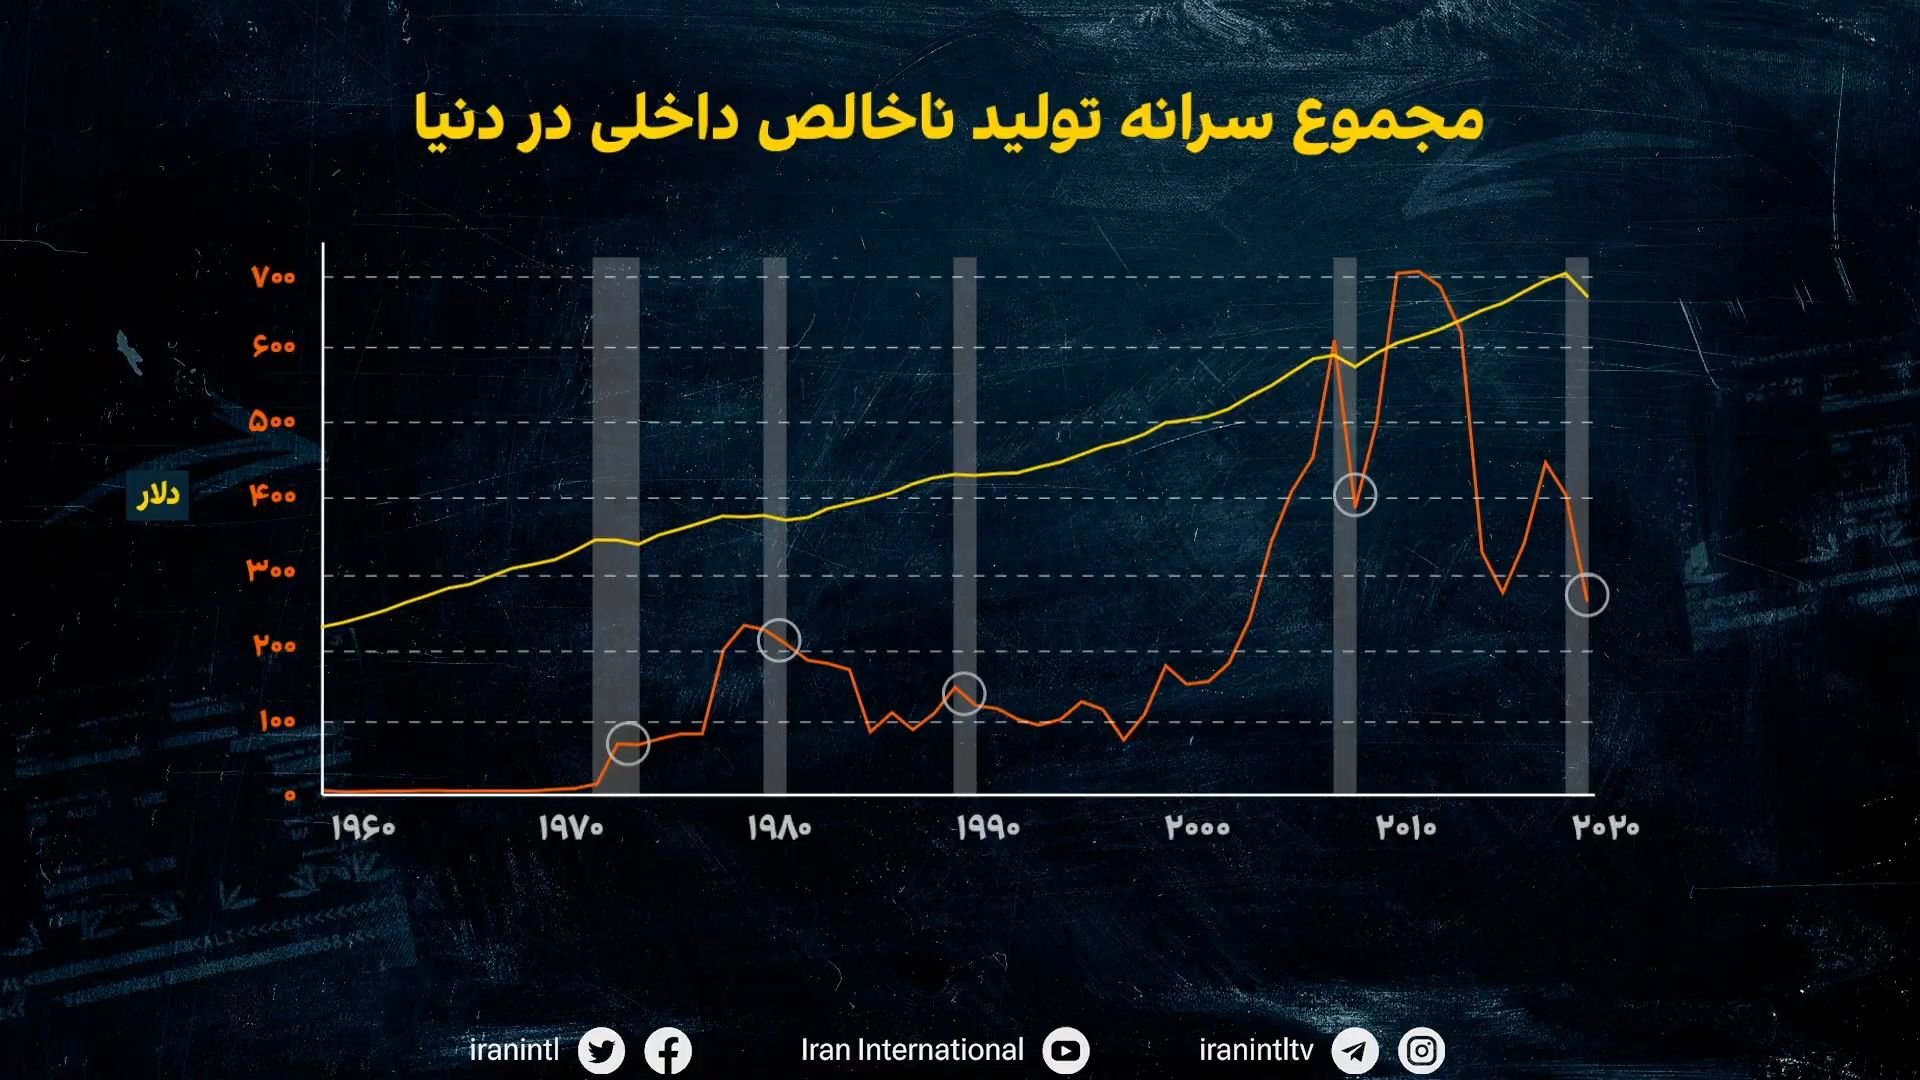 مجموع سرانه تولید ناخالص داخلی در دنیا
۷۰۰
۶۰۰
۵۰۰
۴۰۰
دلار
۳۰۰
۲۰۰
۱۰۰
۰
۱۹۶۰ ۱۹۷۰ ۱۹۸۰ ۱۹۹۰ ۲۰۰۰ ۲۰۱۰ ۲۰۲۰
iranintl Iran International iranintltv